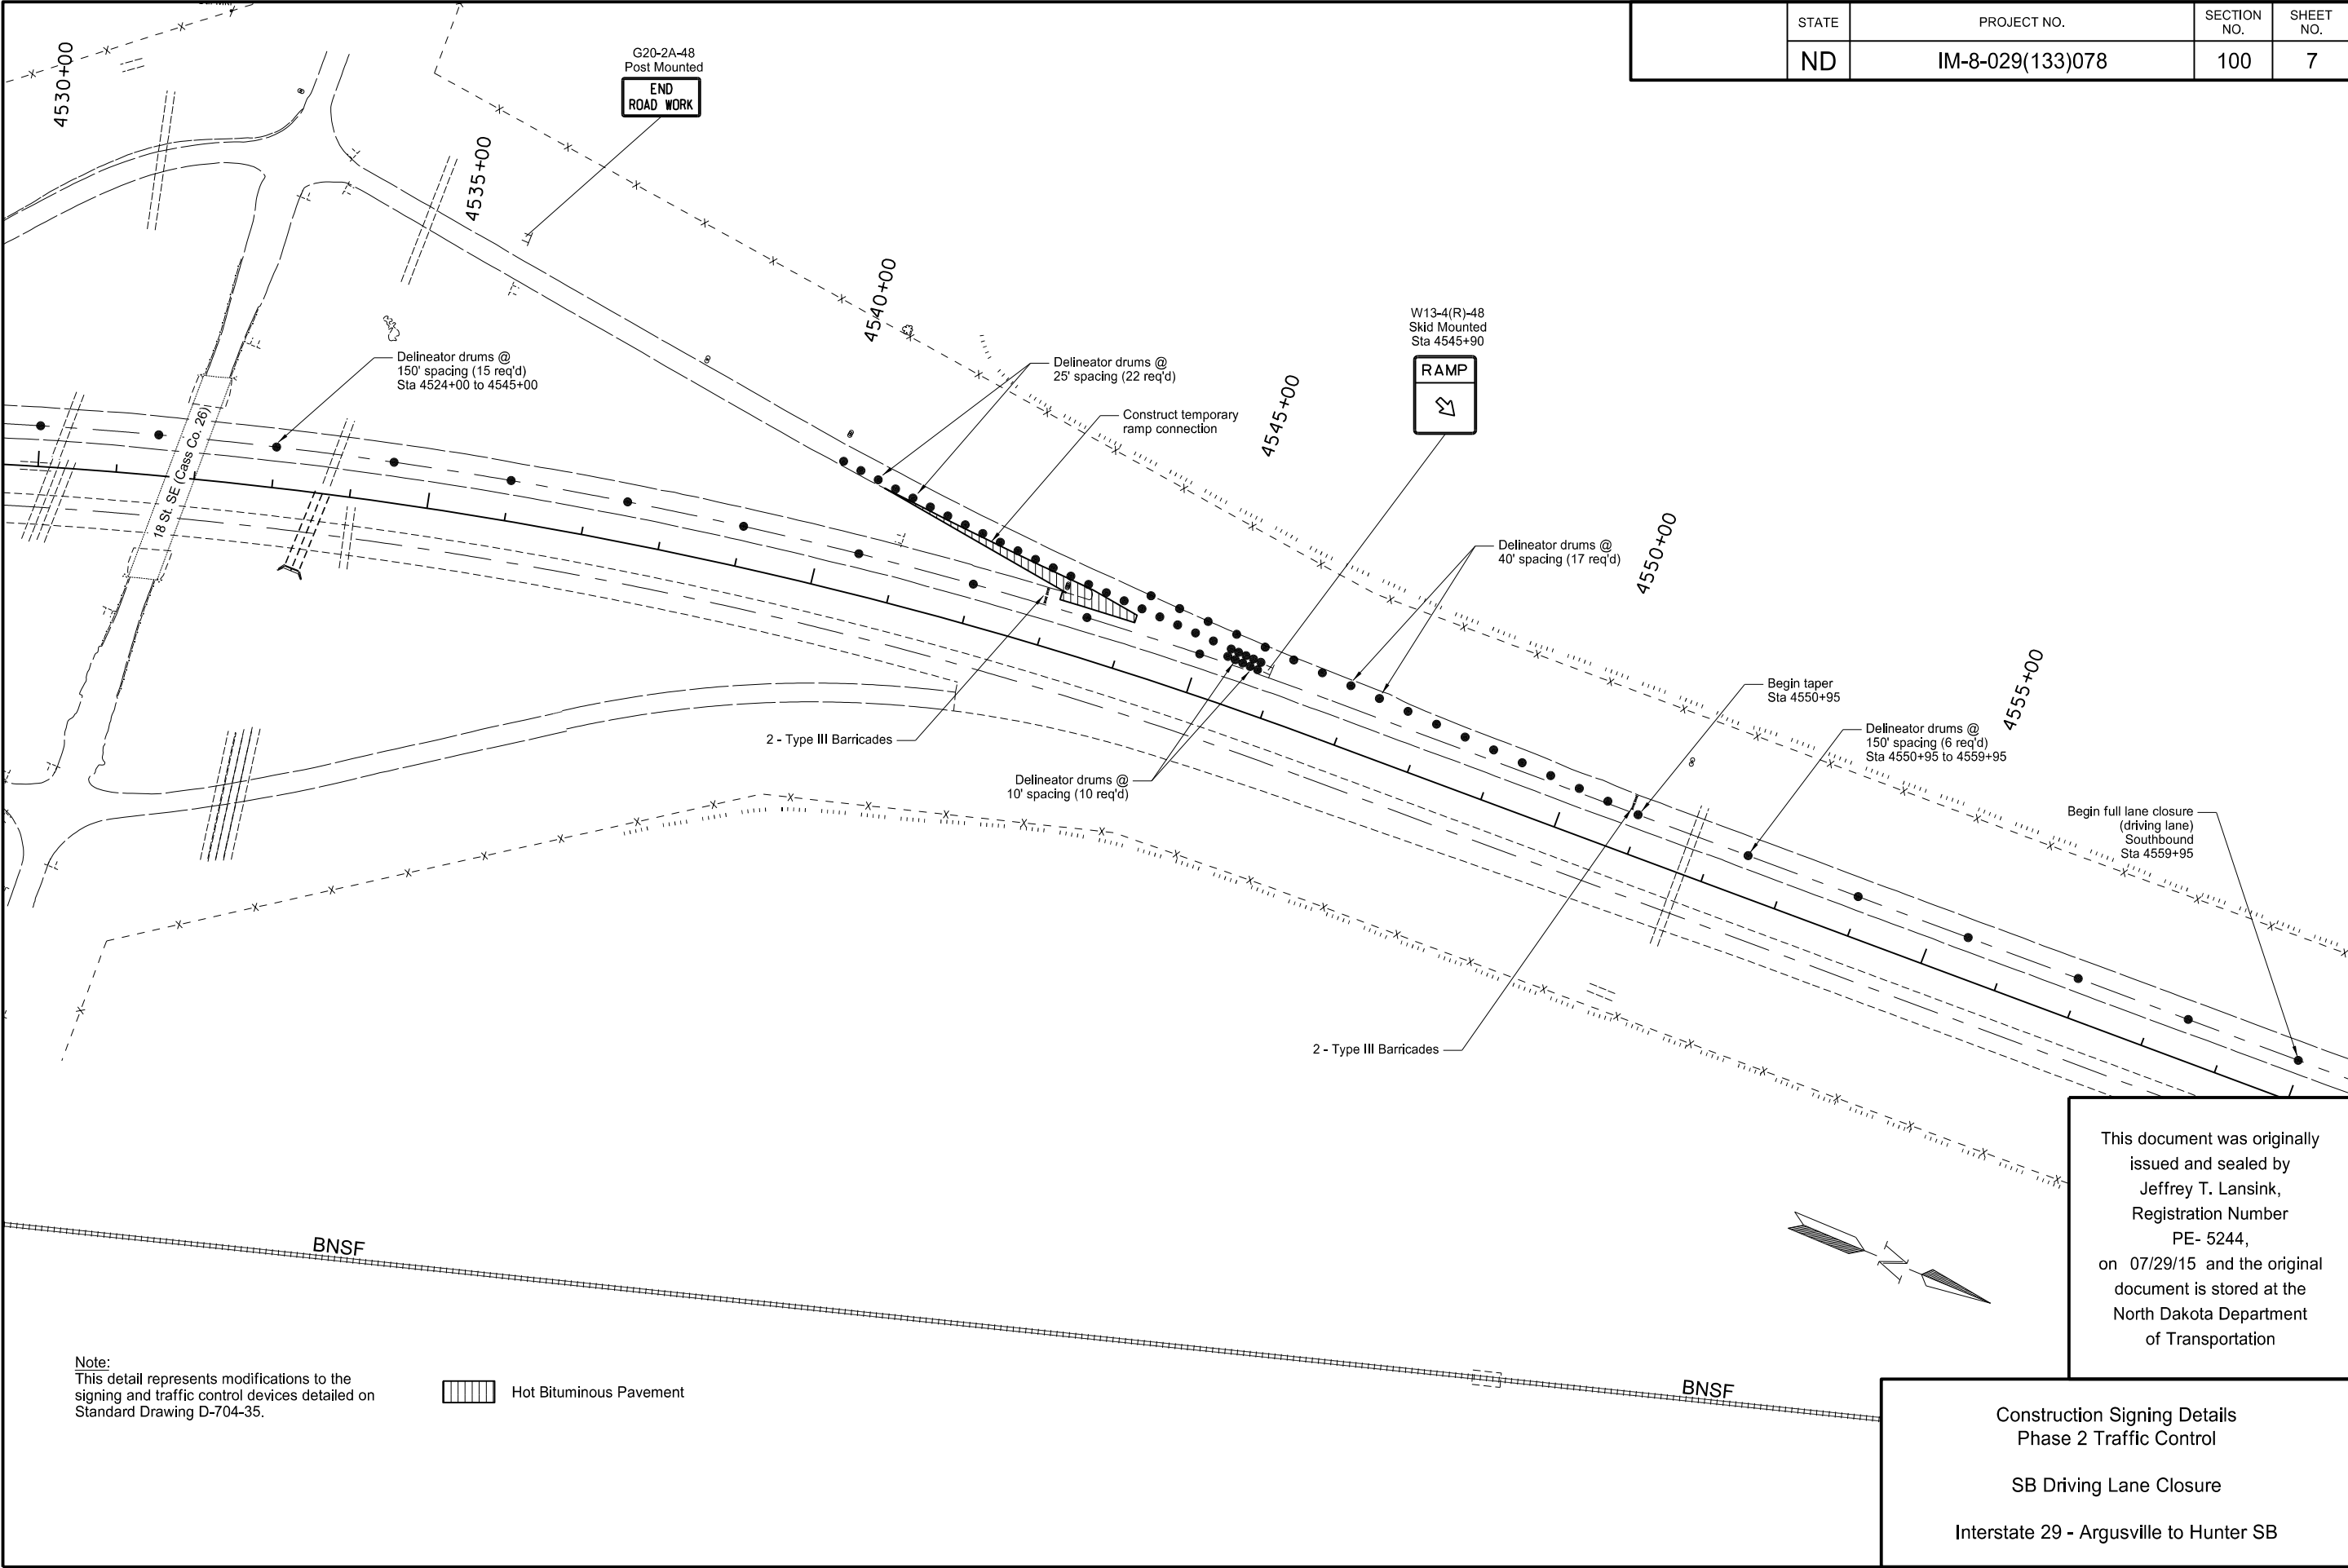 STATE
PROJECT NO.
SECTION
NO.
SHEET
NO.
ND
IM-8-029(133)078
100
7
4530+00
G20-2A-48
Post Mounted
END
ROAD WORK
4535+00
4540+00
W13-4(R)-48
Skid Mounted
Sta 4545+90
RAMP
Delineator drums @
150' spacing (15 req'd)
Sta 4524+00 to 4545+00
Delineator drums @
25' spacing (22 req'd)
Construct temporary
ramp connection
4545+00
18 St. SE (Cass Co. 26)
Delineator drums @
40' spacing (17 req'd)
4550+00
Begin taper
Sta 4550+95
4555+00
Delineator drums @
150' spacing (6 req'd)
Sta 4550+95 to 4559+95
2 - Type III Barricades
Delineator drums @
10' spacing (10 req'd)
Begin full lane closure
(driving lane)
Southbound
Sta 4559+95
2 - Type III Barricades
This document was originally
issued and sealed by
Jeffrey T. Lansink,
Registration Number
PE- 5244,
on 07/29/15 and the original
document is stored at the
North Dakota Department
of Transportation
N
BNSF
BNSF
Note:
This detail represents modifications to the
signing and traffic control devices detailed on
Standard Drawing D-704-35.
Hot Bituminous Pavement
Construction Signing Details
Phase 2 Traffic Control
SB Driving Lane Closure
Interstate 29 - Argusville to Hunter SB